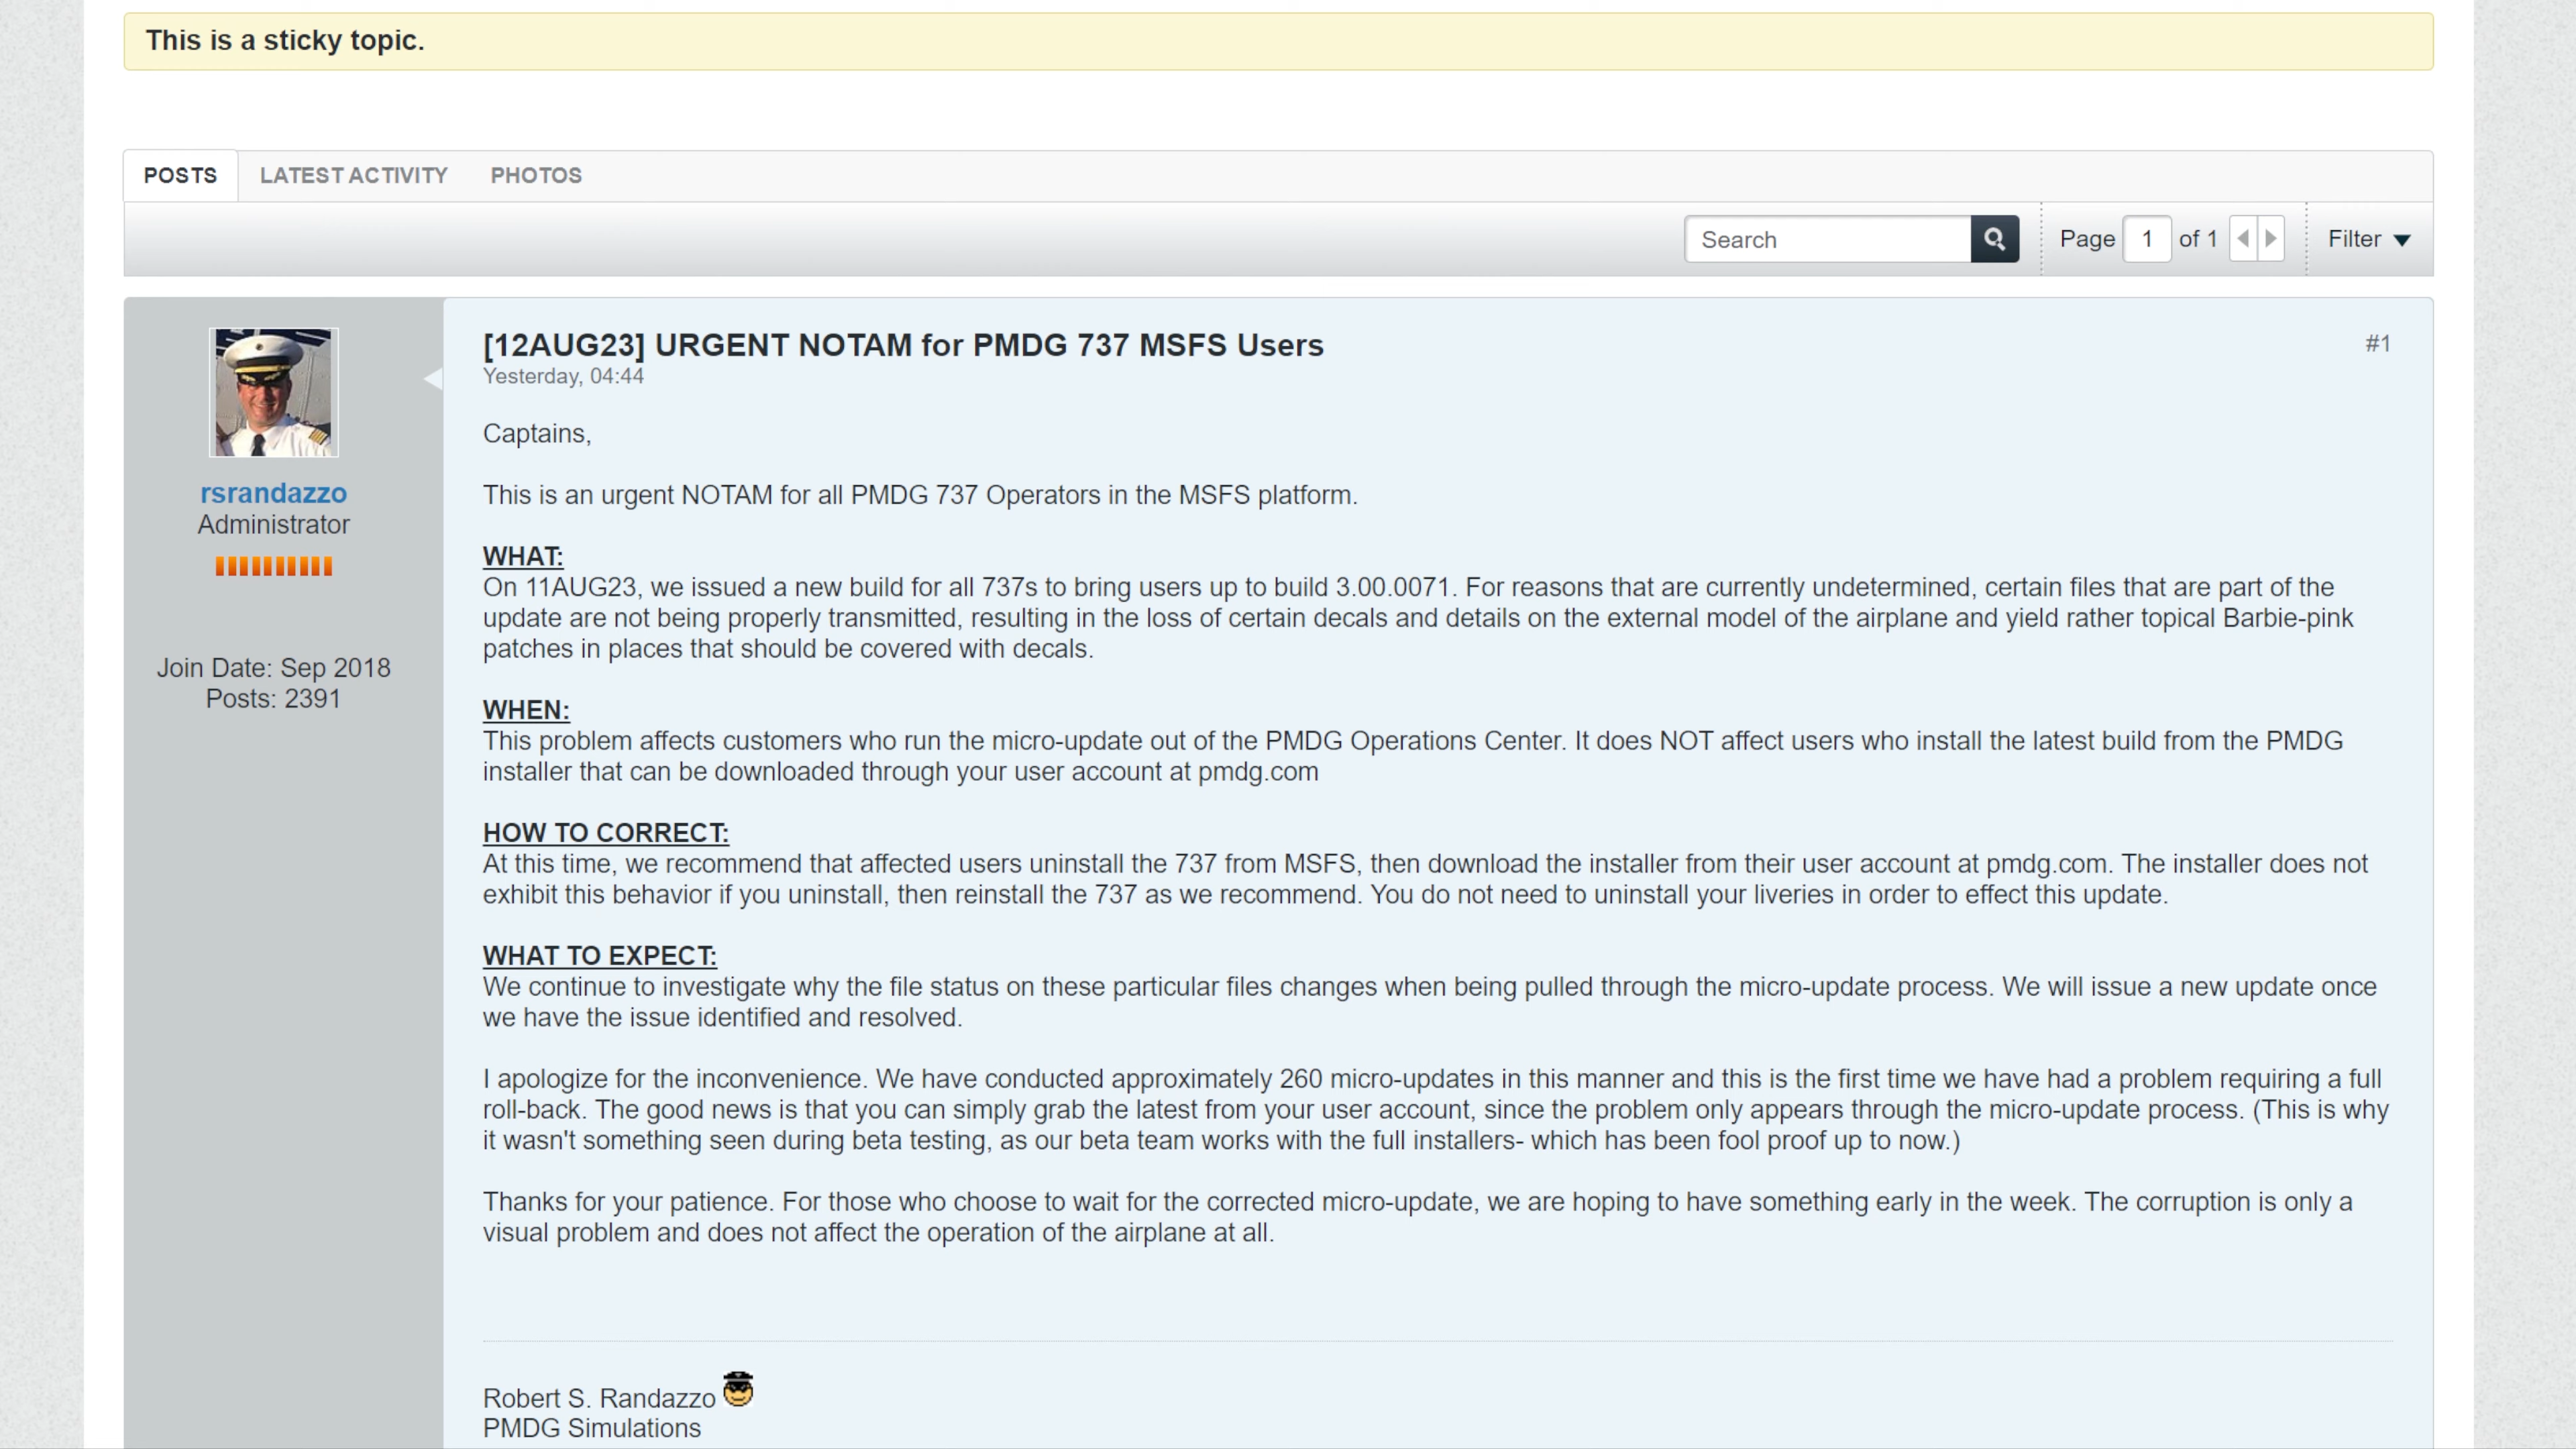 This is a sticky topic.
POSTS
LATEST ACTIVITY
PHOTOS
Search
Page 1 of 1
Filter
rsrandazzo
Administrator
Join Date: Sep 2018
Posts: 2391
[12AUG23] URGENT NOTAM for PMDG 737 MSFS Users
#1
Yesterday, 04:44
Captains,
This is an urgent NOTAM for all PMDG 737 Operators in the MSFS platform.
WHAT:
On 11AUG23, we issued a new build for all 737s to bring users up to build 3.00.0071. For reasons that are currently undetermined, certain files that are part of the
update are not being properly transmitted, resulting in the loss of certain decals and details on the external model of the airplane and yield rather topical Barbie-pink
patches in places that should be covered with decals.
WHEN:
This problem affects customers who run the micro-update out of the PMDG Operations Center. It does NOT affect users who install the latest build from the PMDG
installer that can be downloaded through your user account at pmdg.com
HOW TO CORRECT:
At this time, we recommend that affected users uninstall the 737 from MSFS, then download the installer from their user account at pmdg.com. The installer does not
exhibit this behavior if you uninstall, then reinstall the 737 as we recommend. You do not need to uninstall your liveries in order to effect this update.
WHAT TO EXPECT:
We continue to investigate why the file status on these particular files changes when being pulled through the micro-update process. We will issue a new update once
we have the issue identified and resolved.
I apologize for the inconvenience. We have conducted approximately 260 micro-updates in this manner and this is the first time we have had a problem requiring a full
roll-back. The good news is that you can simply grab the latest from your user account, since the problem only appears through the micro-update process. (This is why
it wasn't something seen during beta testing, as our beta team works with the full installers- which has been fool proof up to now.)
Thanks for your patience. For those who choose to wait for the corrected micro-update, we are hoping to have something early in the week. The corruption is only a
visual problem and does not affect the operation of the airplane at all.
Robert S. Randazzo
PMDG Simulations